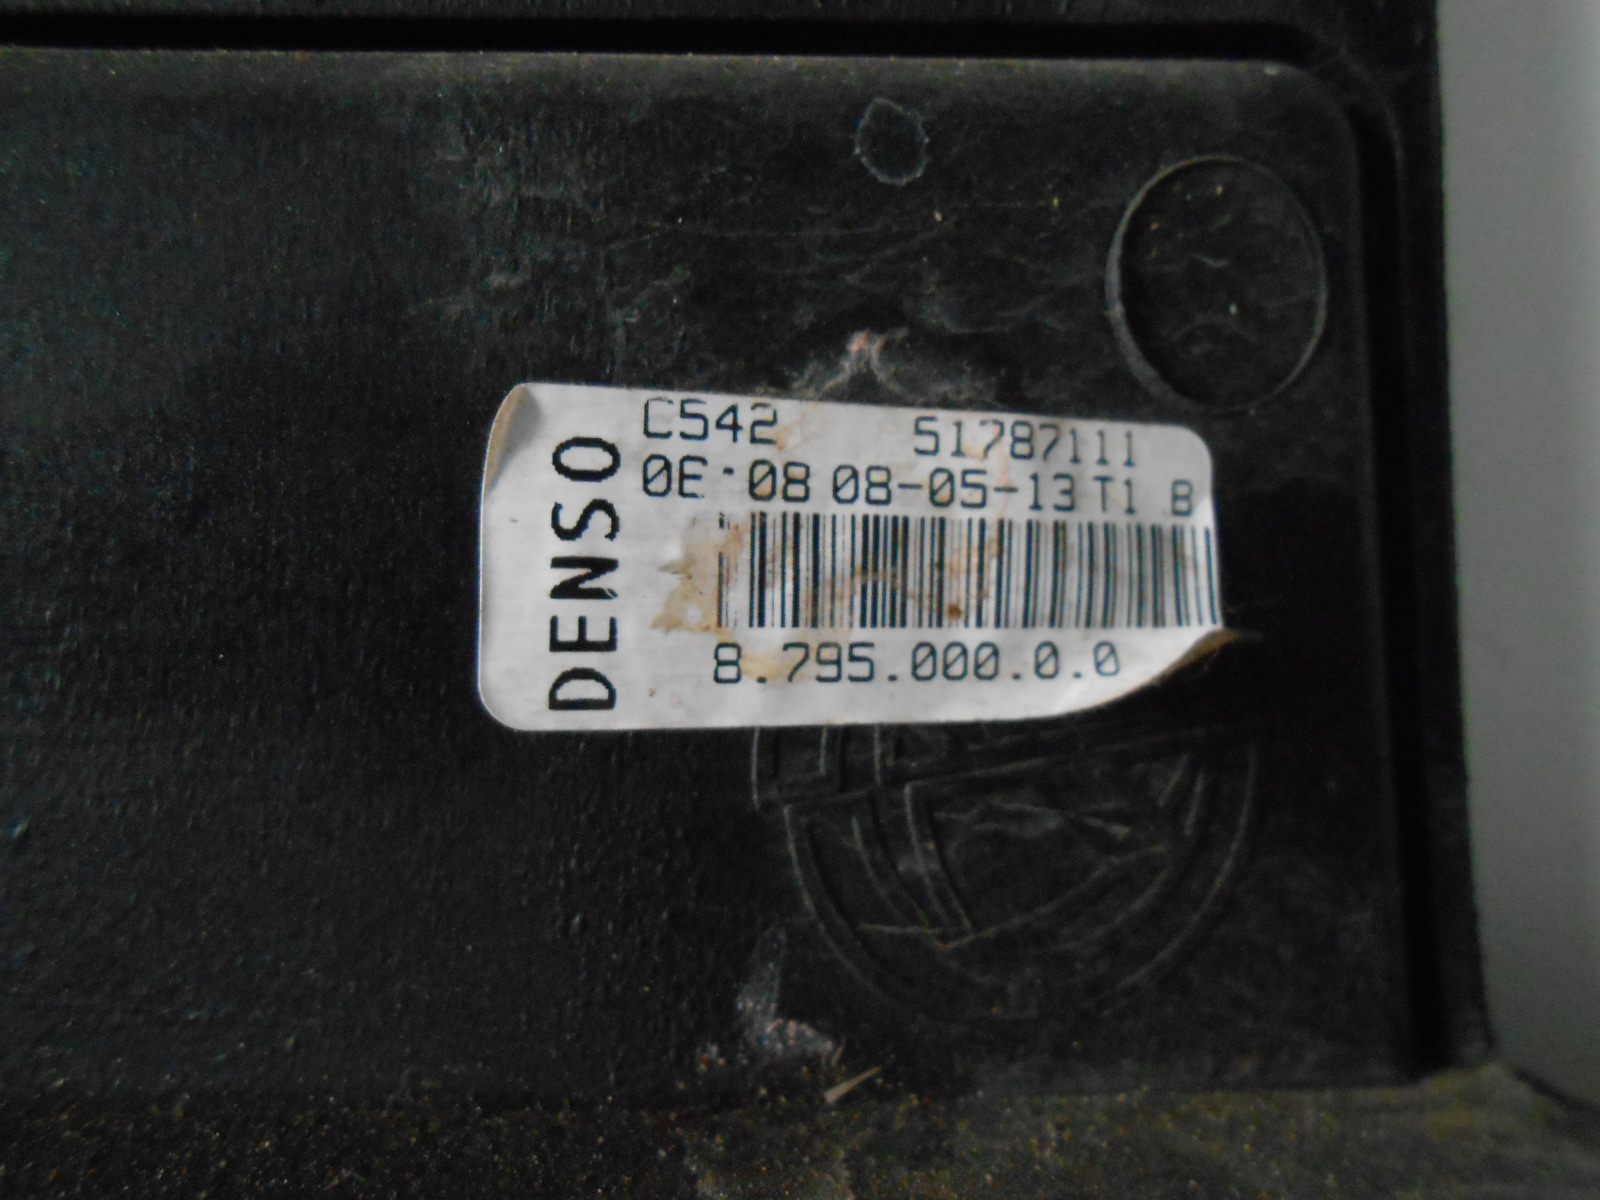 DENSO
C542 51787111
0E·08 08-05-13 T1 B
8.795.000.0.0